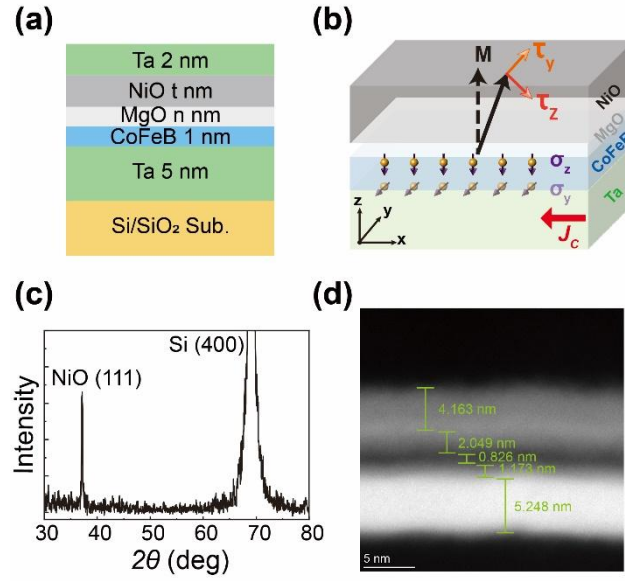 (a)
Ta 2 nm
NiO t nm
MgO n nm
CoFeB 1 nm
Ta 5 nm
Si/SiO₂ Sub.
(b)
M
τy
τz
NiO
MgO
CoFeB
Ta
σz
σy
z
y
x
Jc
(c)
Intensity
NiO (111)
Si (400)
30 40 50 60 70 80
2θ (deg)
(d)
4.163 nm
2.049 nm
0.826 nm
1.173 nm
5.248 nm
5 nm